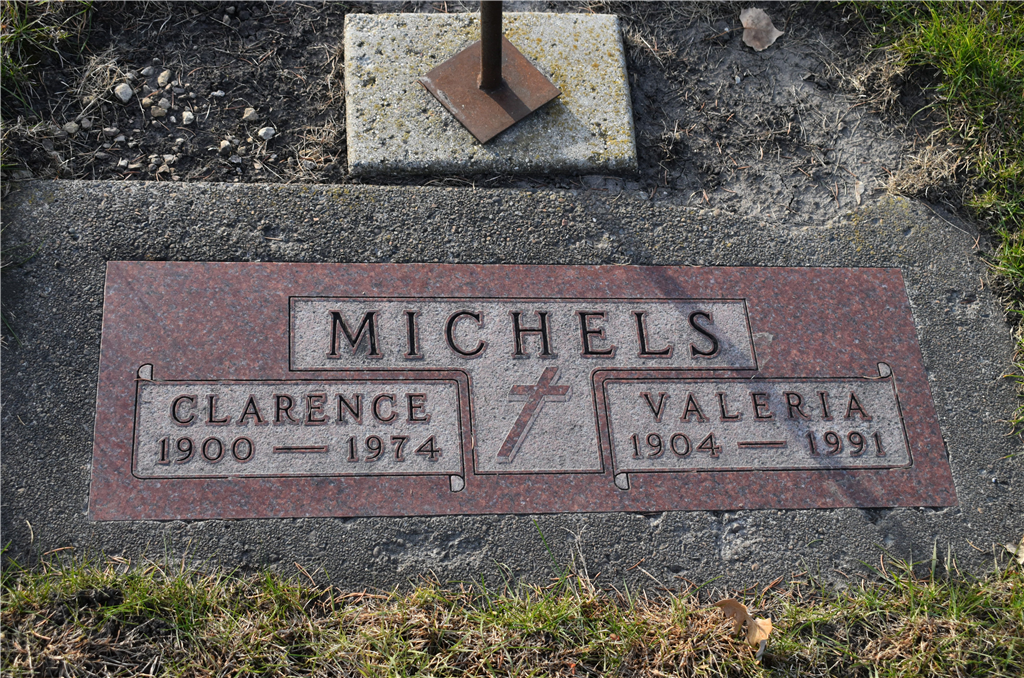 MICHELS
CLARENCE
1900 — 1974
VALERIA
1904 — 1991